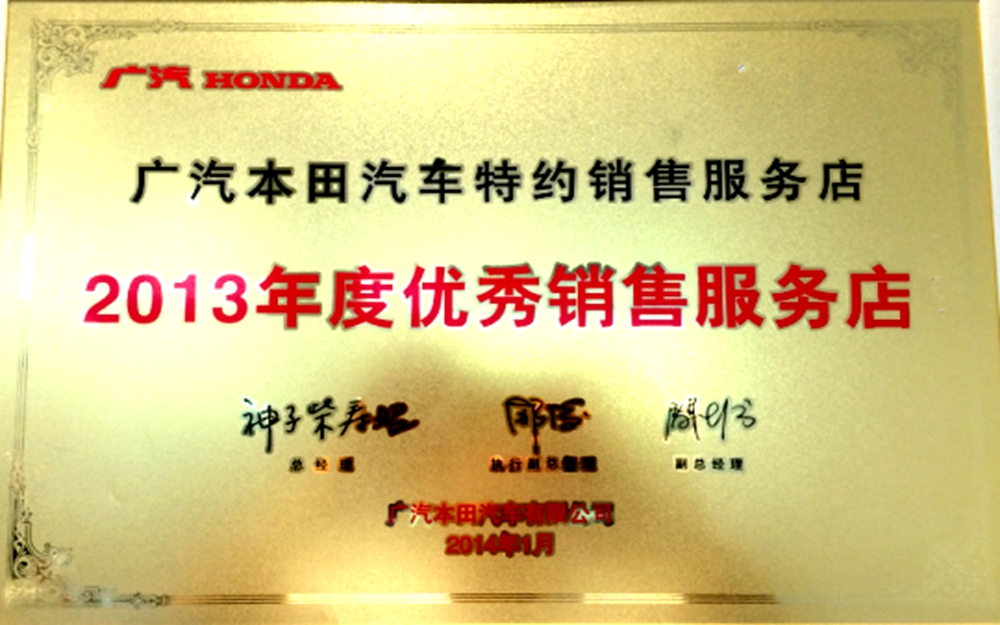 广汽 HONDA
广汽本田汽车特约销售服务店
2013年度优秀销售服务店
总经理 执行副总经理 副总经理
广汽本田汽车有限公司
2014年1月